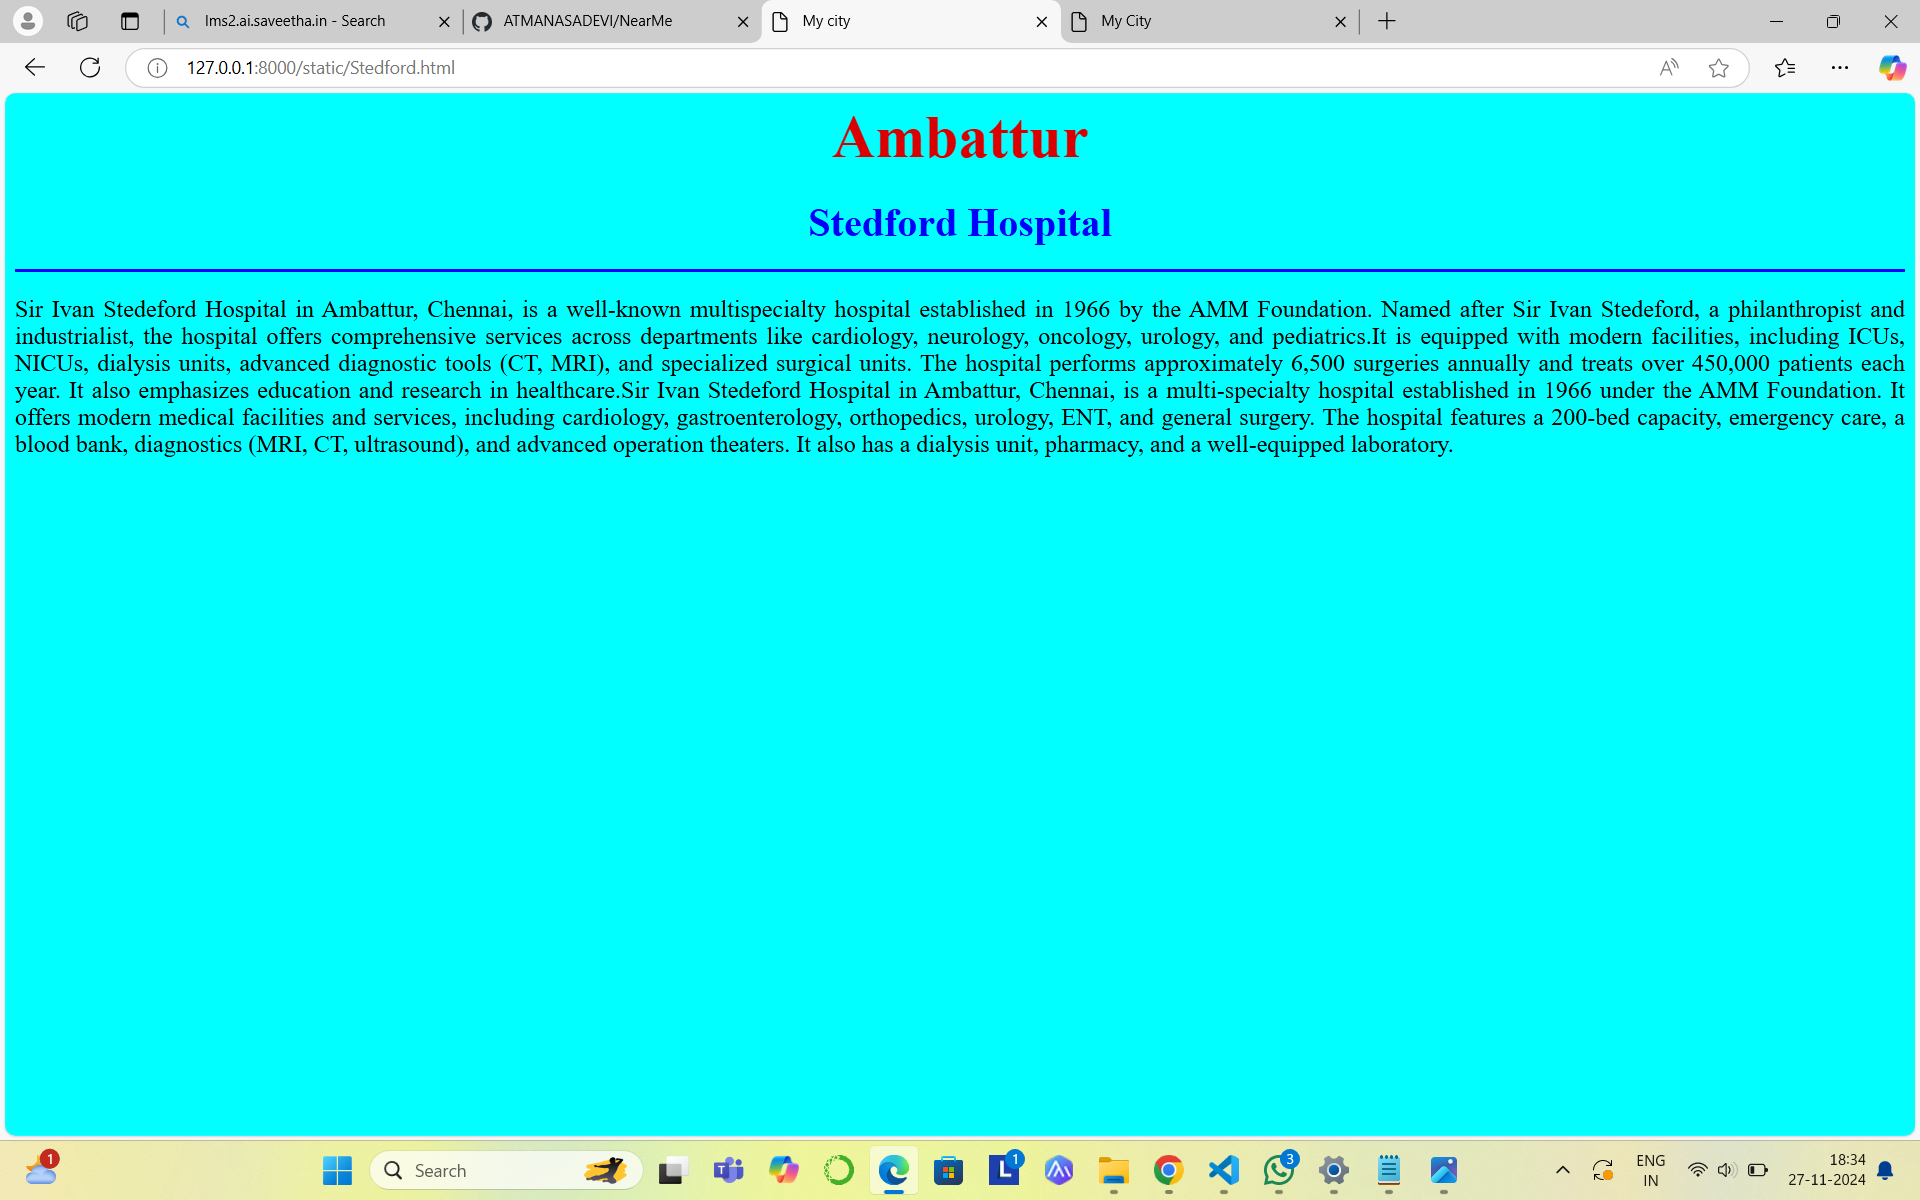 lms2.ai.saveetha.in - Search
ATMANASADEVI/NearMe
My city
My City
127.0.0.1:8000/static/Stedford.html
Ambattur
Stedford Hospital
Sir Ivan Stedeford Hospital in Ambattur, Chennai, is a well-known multispecialty hospital established in 1966 by the AMM Foundation. Named after Sir Ivan Stedeford, a philanthropist and
industrialist, the hospital offers comprehensive services across departments like cardiology, neurology, oncology, urology, and pediatrics.It is equipped with modern facilities, including ICUs,
NICUs, dialysis units, advanced diagnostic tools (CT, MRI), and specialized surgical units. The hospital performs approximately 6,500 surgeries annually and treats over 450,000 patients each
year. It also emphasizes education and research in healthcare.Sir Ivan Stedeford Hospital in Ambattur, Chennai, is a multi-specialty hospital established in 1966 under the AMM Foundation. It
offers modern medical facilities and services, including cardiology, gastroenterology, orthopedics, urology, ENT, and general surgery. The hospital features a 200-bed capacity, emergency care, a
blood bank, diagnostics (MRI, CT, ultrasound), and advanced operation theaters. It also has a dialysis unit, pharmacy, and a well-equipped laboratory.
1
Search
1
3
ENG
IN
18:34
27-11-2024